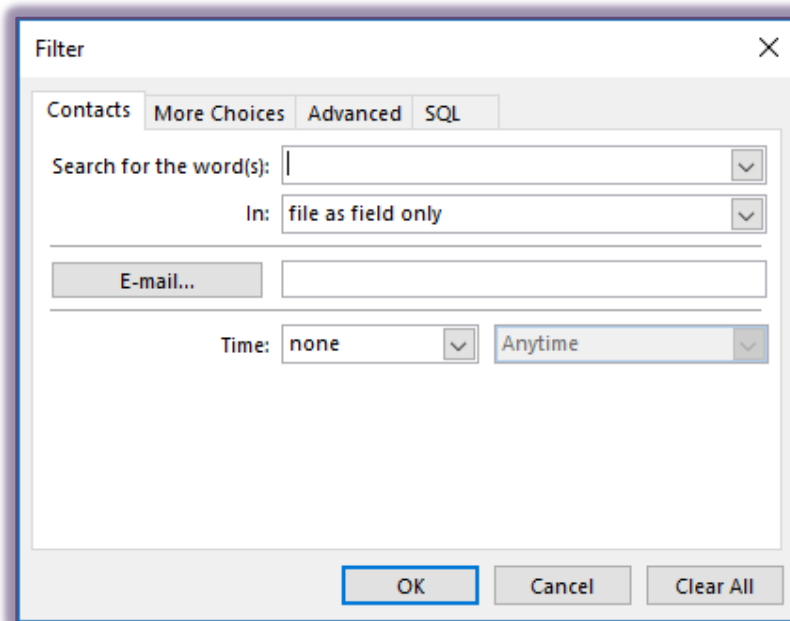 Filter
Contacts More Choices Advanced SQL
Search for the word(s):
In: file as field only
E-mail...
Time: none Anytime
OK Cancel Clear All